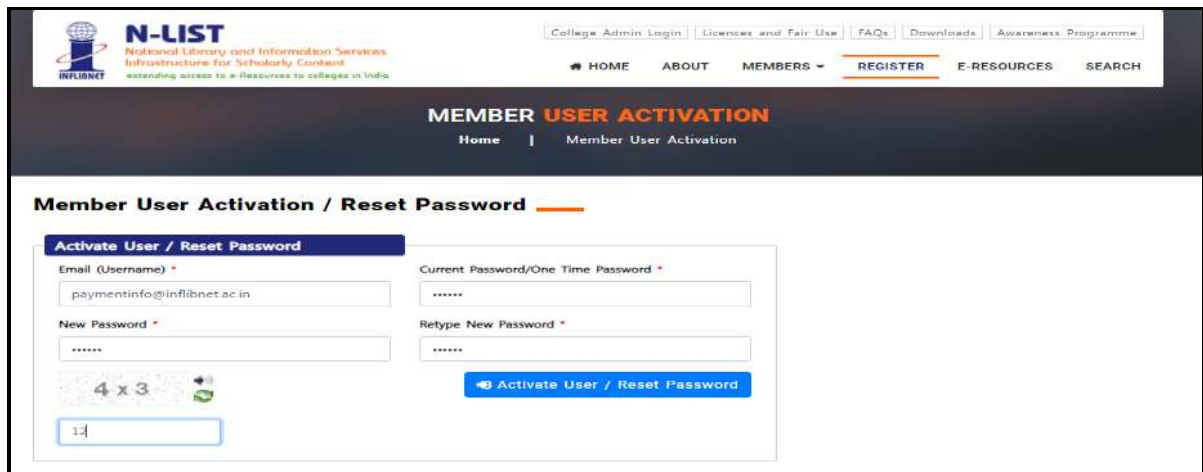 N-LIST
National Library and Information Services
Infrastructure for Scholarly Content
extending access to e-Resources to colleges in India
INFLIBNET
College Admin Login Licences and Fair Use FAQs Downloads Awareness Programme
HOME ABOUT MEMBERS REGISTER E-RESOURCES SEARCH
MEMBER USER ACTIVATION
Home | Member User Activation
Member User Activation / Reset Password
Activate User / Reset Password
Email (Username) * Current Password/One Time Password *
paymentinfo@inflibnet.ac.in ••••••
New Password * Retype New Password *
•••••• ••••••
4 x 3 Activate User / Reset Password
12